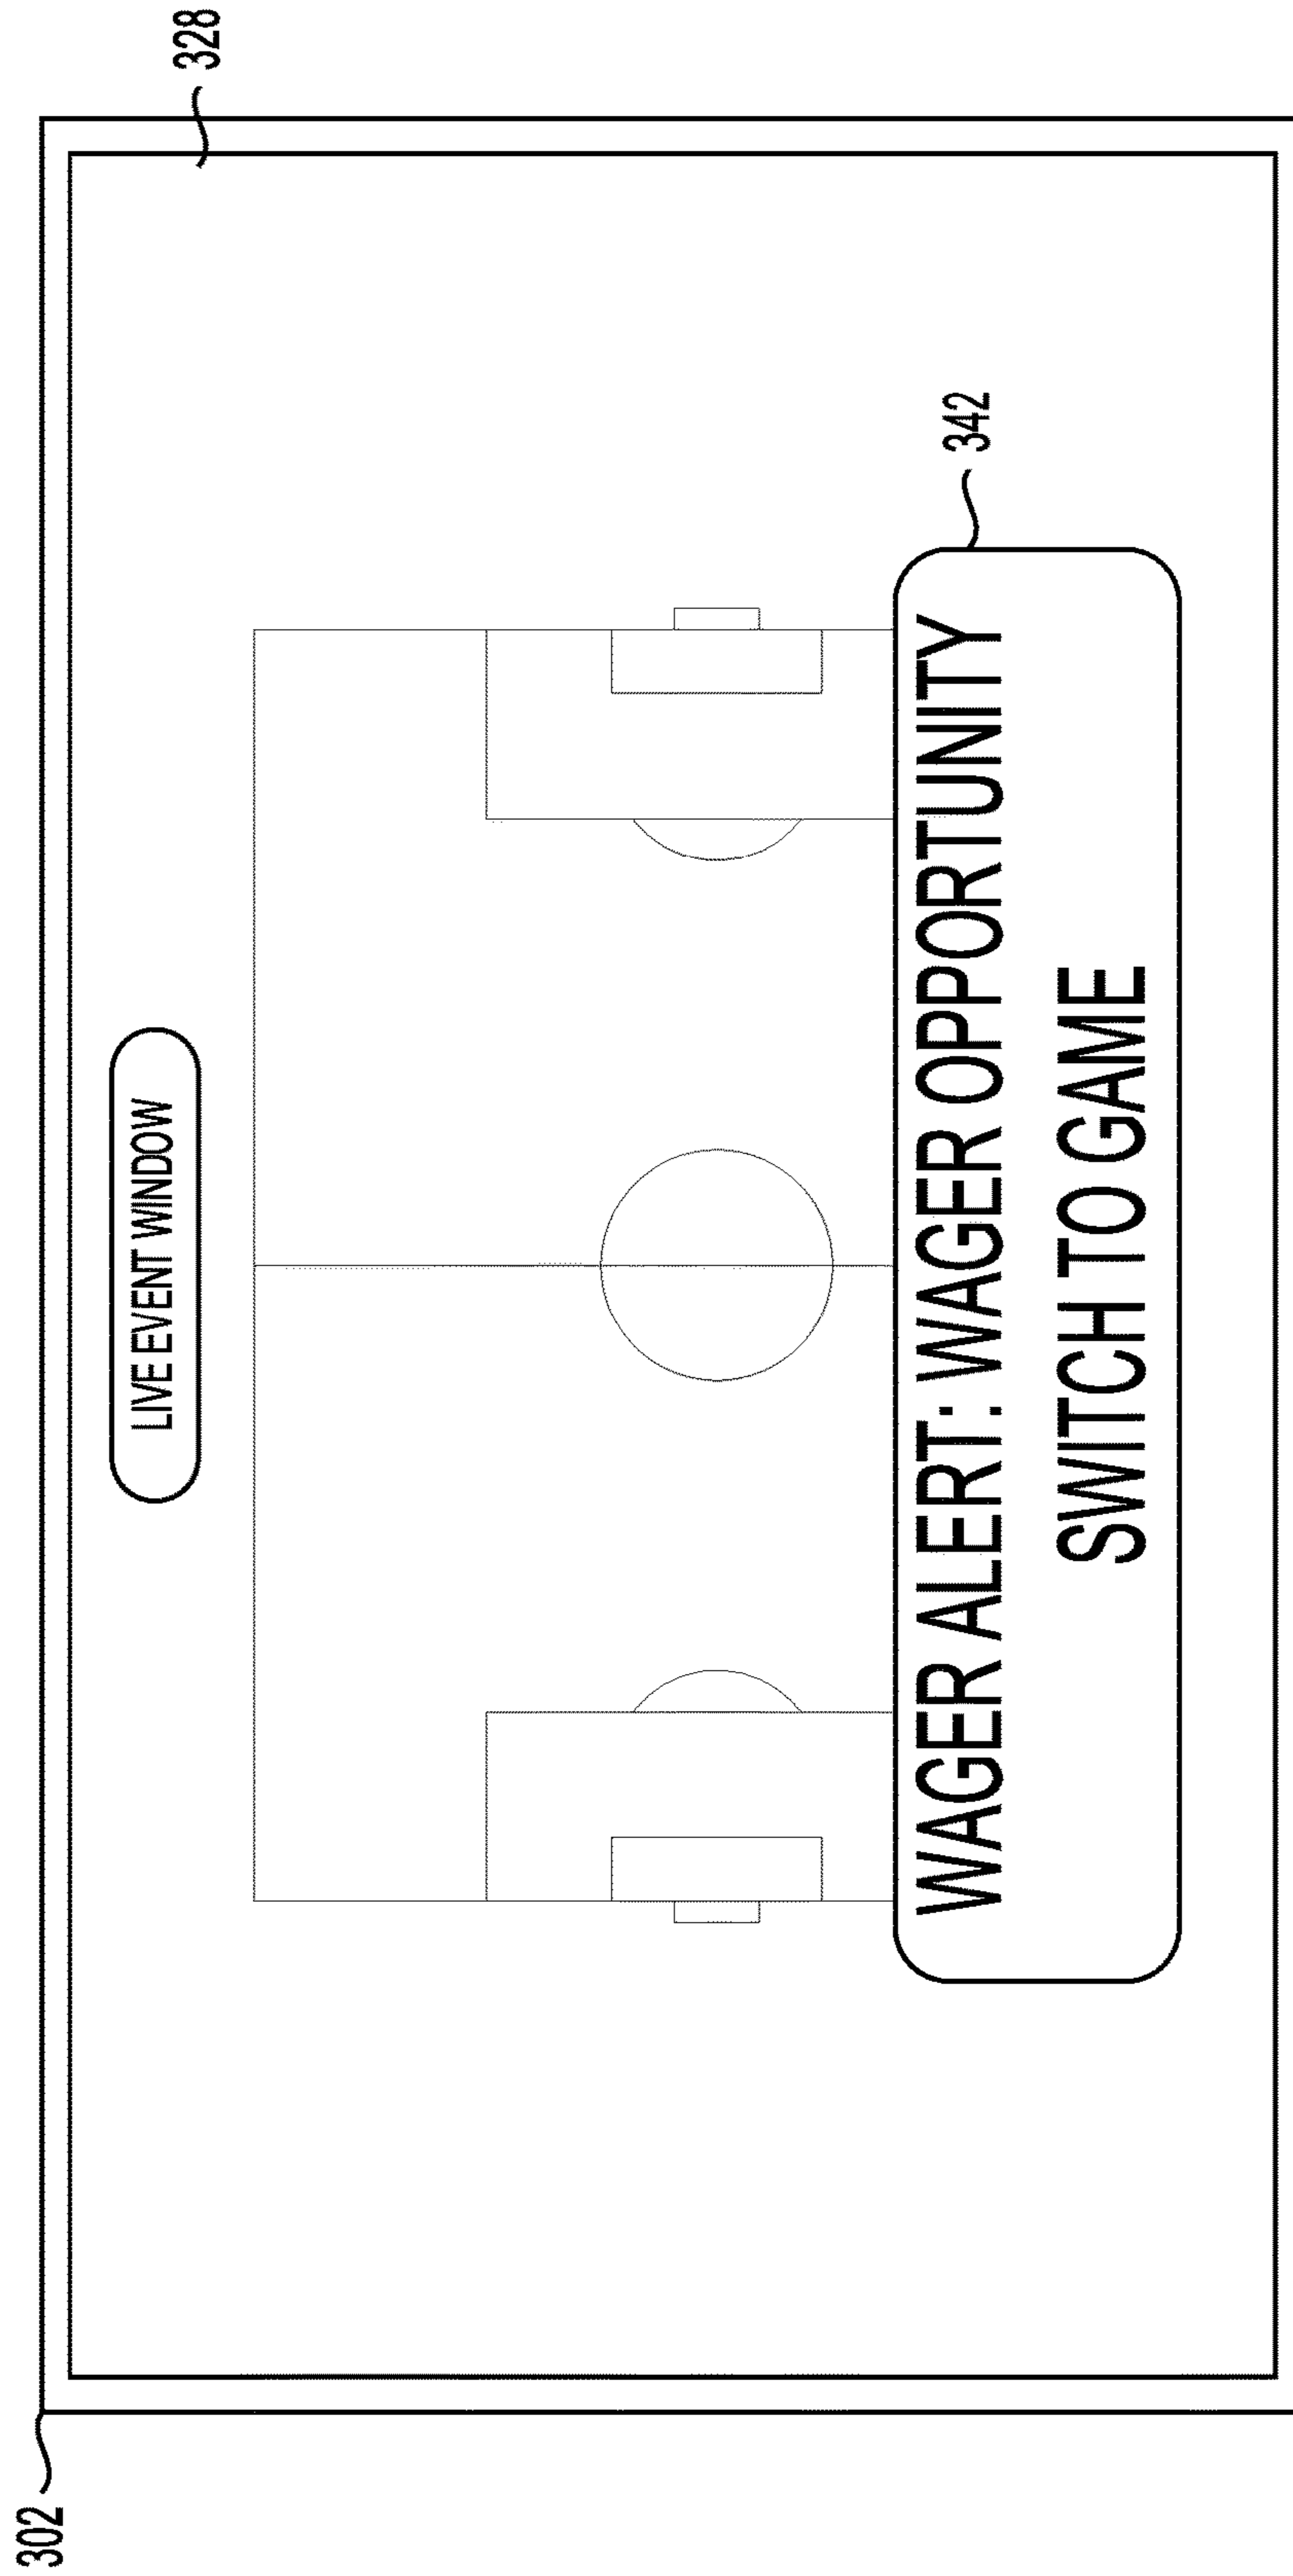 328
LIVE EVENT WINDOW
342
WAGER ALERT: WAGER OPPORTUNITY
SWITCH TO GAME
302